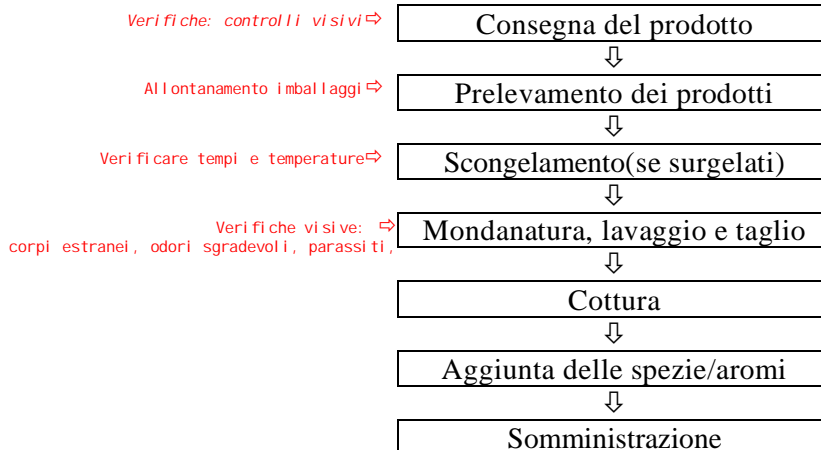 Verifiche: controlli visivi⇨ Consegna del prodotto
Allontanamento imballaggi⇨ Prelevamento dei prodotti
Verificare tempi e temperature⇨ Scongelamento(se surgelati)
Verifiche visive: ⇨ Mondanatura, lavaggio e taglio
corpi estranei, odori sgradevoli, parassiti,
Cottura
Aggiunta delle spezie/aromi
Somministrazione